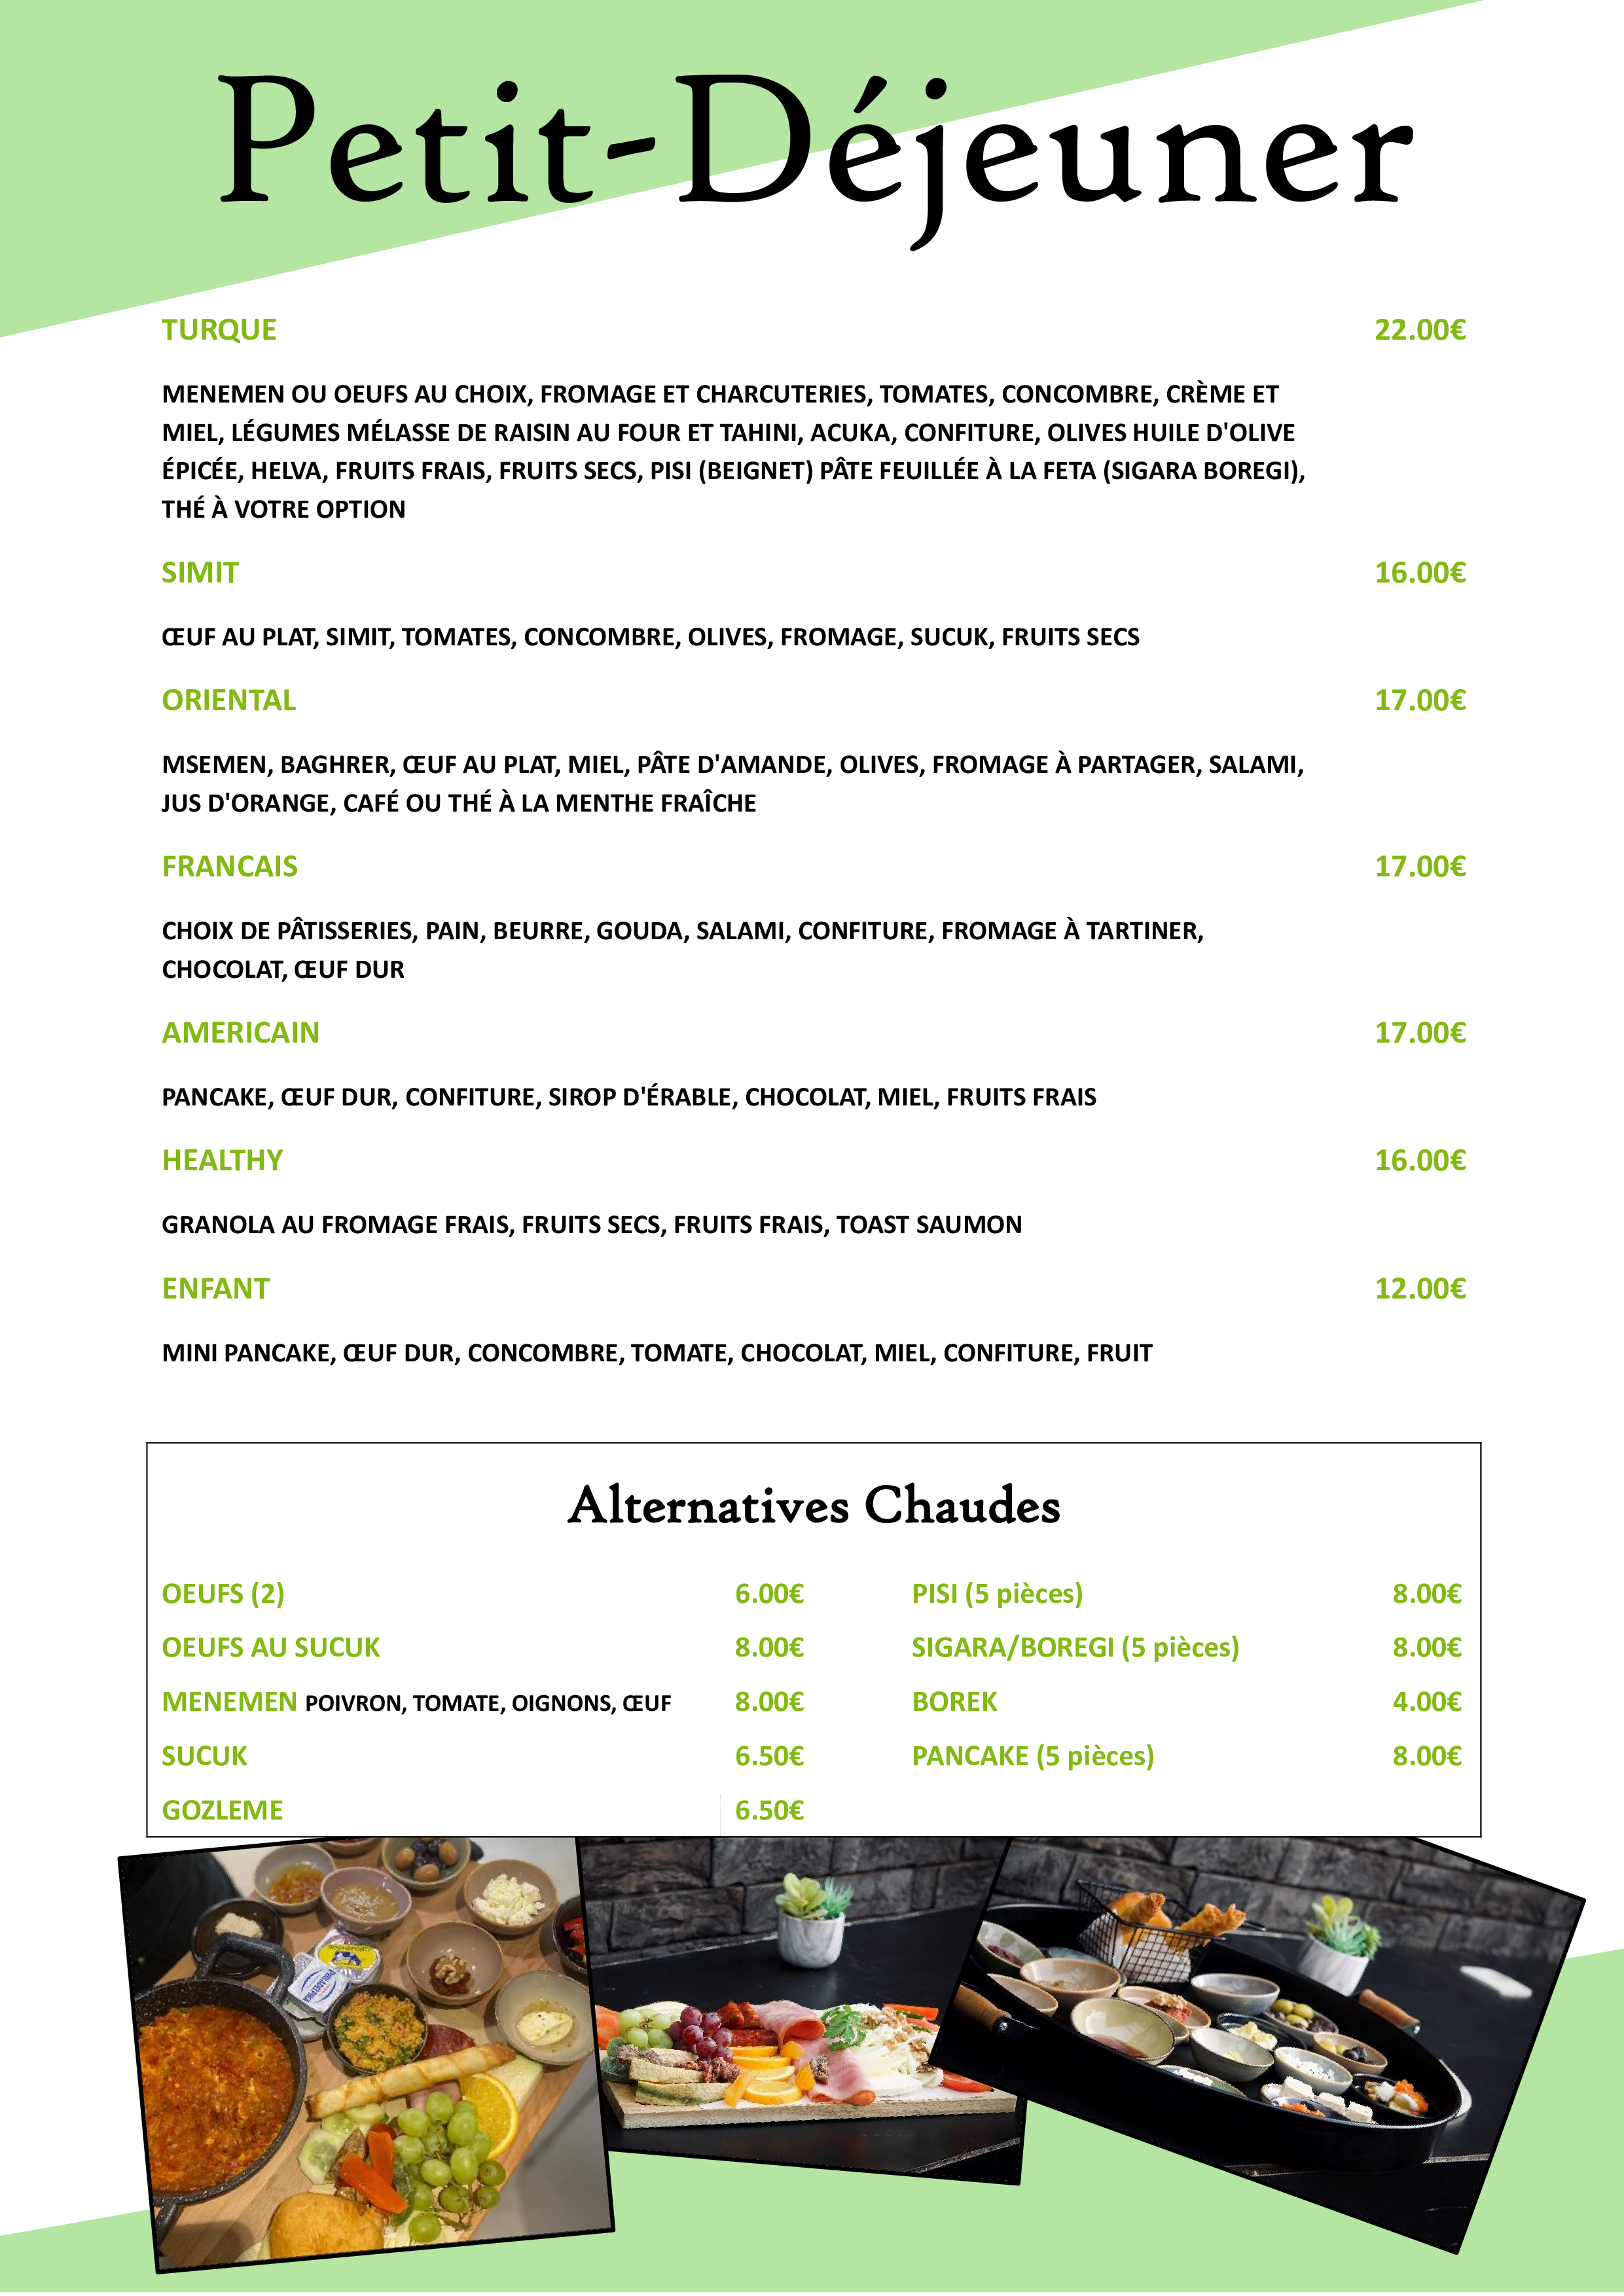 Petit-Déjeuner
TURQUE 22.00€
MENEMEN OU OEUFS AU CHOIX, FROMAGE ET CHARCUTERIES, TOMATES, CONCOMBRE, CRÈME ET
MIEL, LÉGUMES MÉLASSE DE RAISIN AU FOUR ET TAHINI, ACUKA, CONFITURE, OLIVES HUILE D'OLIVE
ÉPICÉE, HELVA, FRUITS FRAIS, FRUITS SECS, PISI (BEIGNET) PÂTE FEUILLÉE À LA FETA (SIGARA BOREGI),
THÉ À VOTRE OPTION
SIMIT 16.00€
ŒUF AU PLAT, SIMIT, TOMATES, CONCOMBRE, OLIVES, FROMAGE, SUCUK, FRUITS SECS
ORIENTAL 17.00€
MSEMEN, BAGHRER, ŒUF AU PLAT, MIEL, PÂTE D'AMANDE, OLIVES, FROMAGE À PARTAGER, SALAMI,
JUS D'ORANGE, CAFÉ OU THÉ À LA MENTHE FRAÎCHE
FRANCAIS 17.00€
CHOIX DE PÂTISSERIES, PAIN, BEURRE, GOUDA, SALAMI, CONFITURE, FROMAGE À TARTINER,
CHOCOLAT, ŒUF DUR
AMERICAIN 17.00€
PANCAKE, ŒUF DUR, CONFITURE, SIROP D'ÉRABLE, CHOCOLAT, MIEL, FRUITS FRAIS
HEALTHY 16.00€
GRANOLA AU FROMAGE FRAIS, FRUITS SECS, FRUITS FRAIS, TOAST SAUMON
ENFANT 12.00€
MINI PANCAKE, ŒUF DUR, CONCOMBRE, TOMATE, CHOCOLAT, MIEL, CONFITURE, FRUIT
Alternatives Chaudes
OEUFS (2) 6.00€ PISI (5 pièces) 8.00€
OEUFS AU SUCUK 8.00€ SIGARA/BOREGI (5 pièces) 8.00€
MENEMEN POIVRON, TOMATE, OIGNONS, ŒUF 8.00€ BOREK 4.00€
SUCUK 6.50€ PANCAKE (5 pièces) 8.00€
GOZLEME 6.50€
PHILADELPHIA